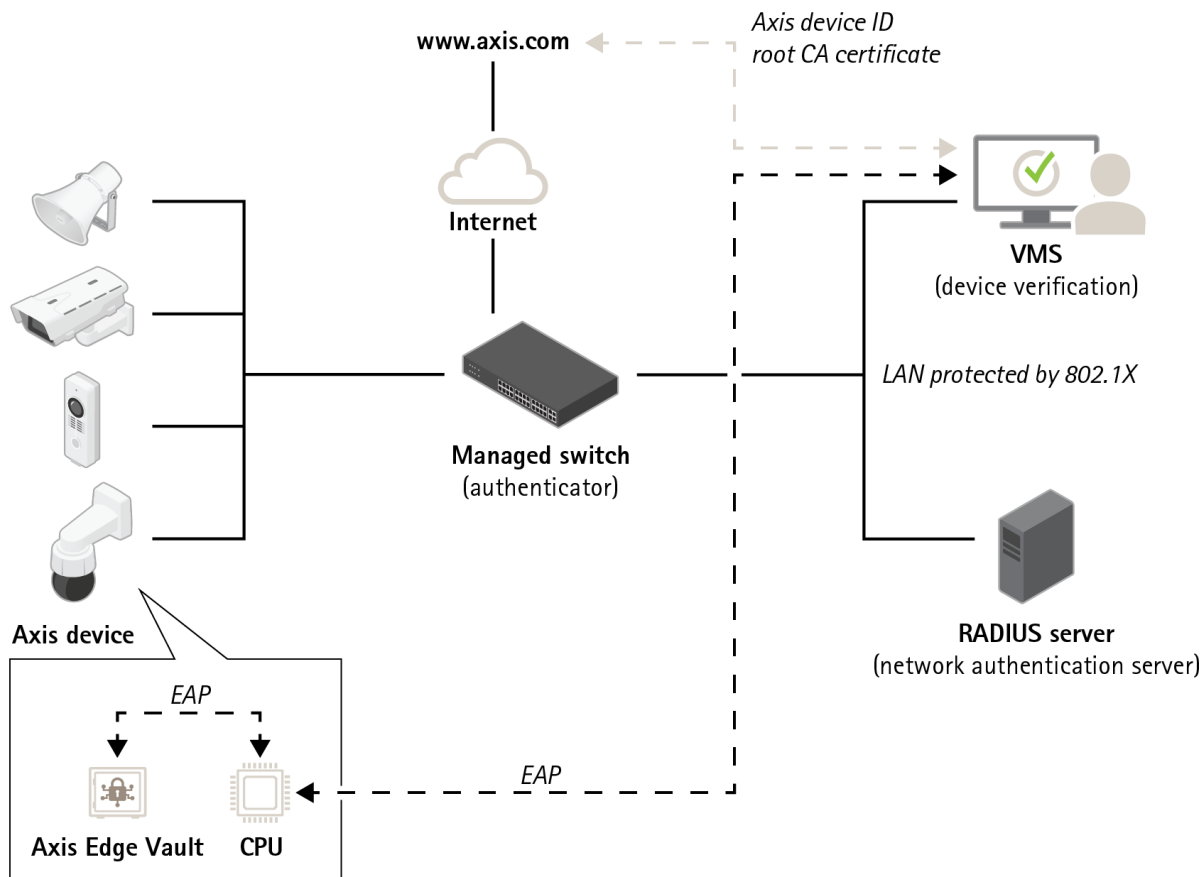 www.axis.com
Axis device ID
root CA certificate
Internet
VMS
(device verification)
LAN protected by 802.1X
Managed switch
(authenticator)
Axis device
RADIUS server
(network authentication server)
EAP
EAP
Axis Edge Vault
CPU